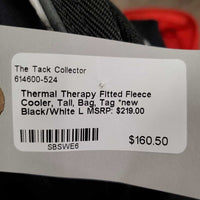 The Tack Collector
614600-524
Thermal Therapy Fitted Fleece
Cooler, Tall, Bag, Tag *new
Black/White L MSRP: $219.00
$160.50
SBSWE6